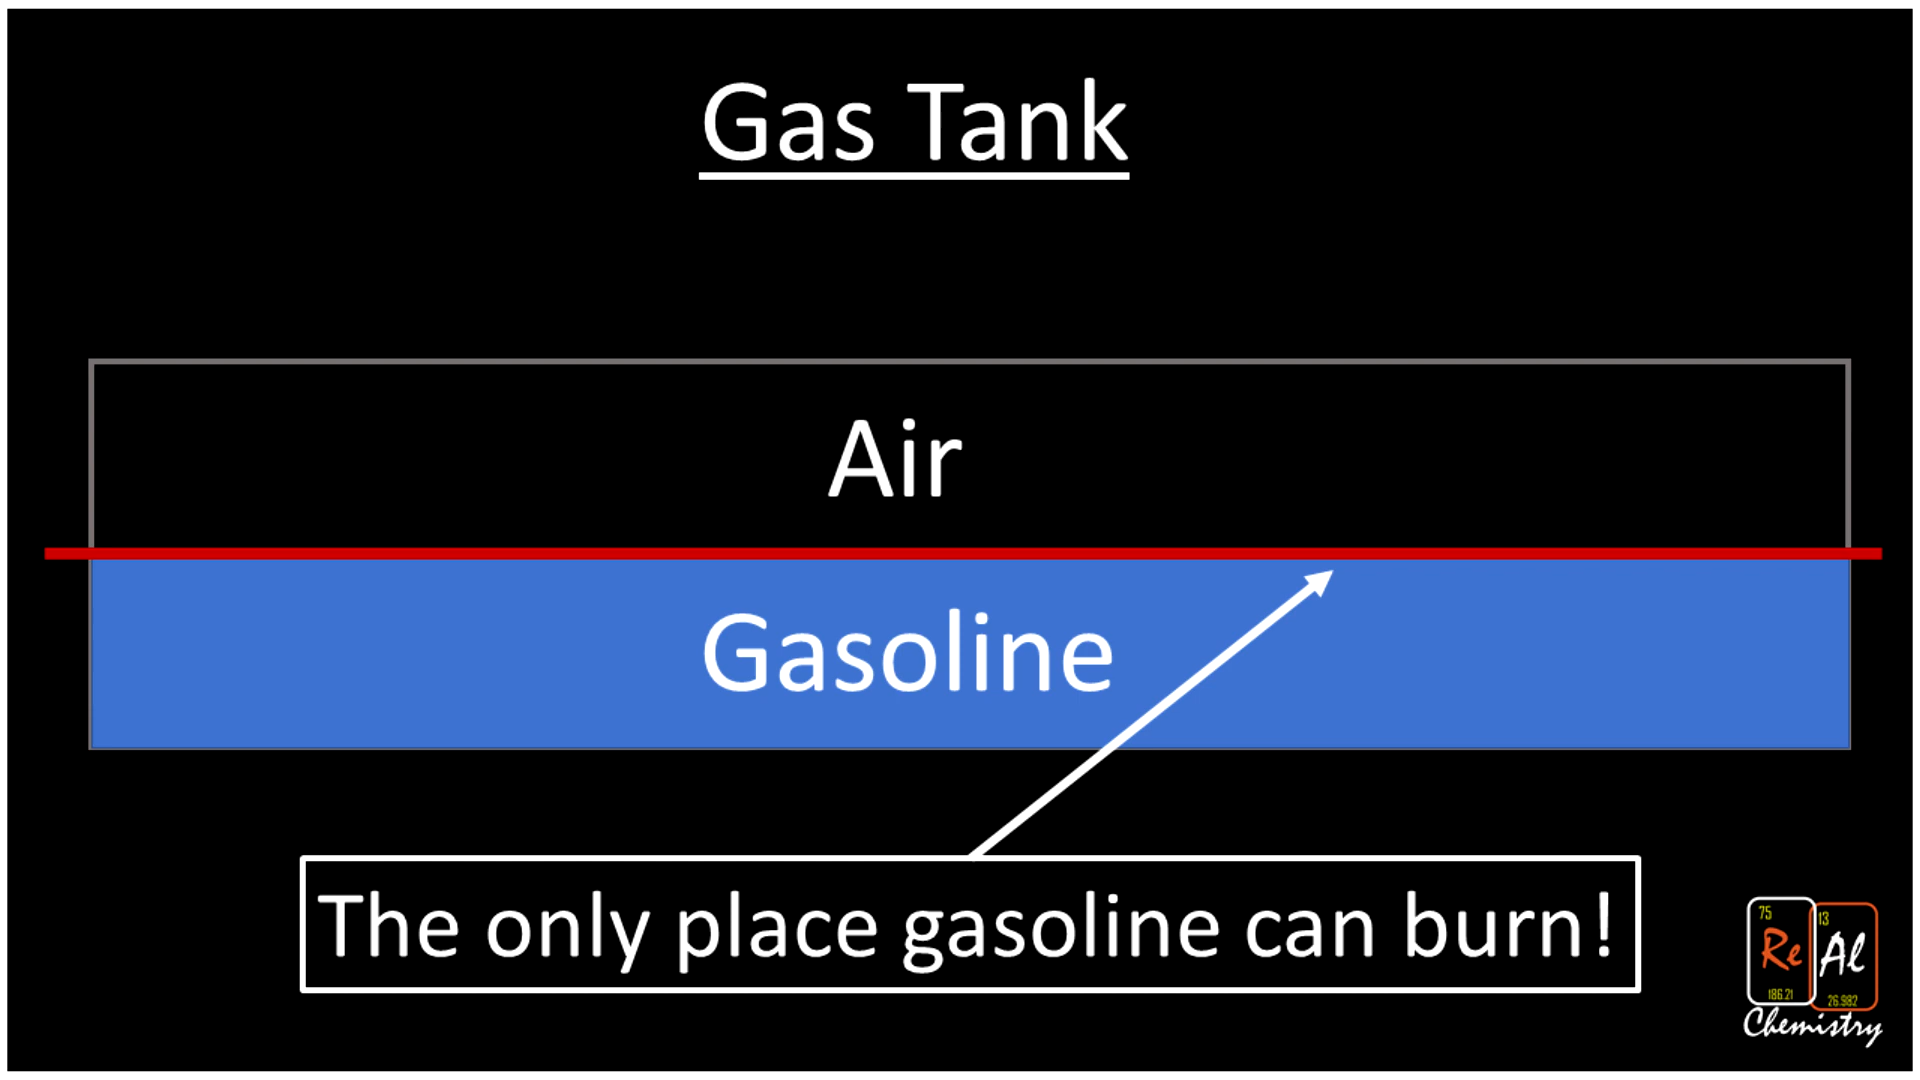 Gas Tank
Air
Gasoline
The only place gasoline can burn!
75
13
Re
Al
186.21
26.982
Chemistry